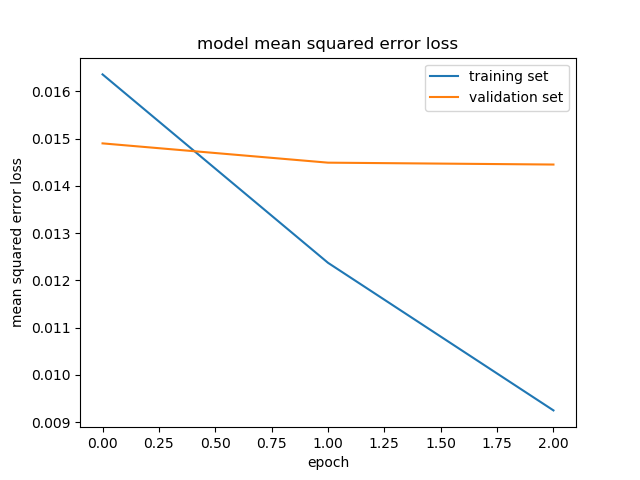 model mean squared error loss
training set
validation set
0.016
0.015
0.014
0.013
0.012
0.011
0.010
0.009
mean squared error loss
0.00 0.25 0.50 0.75 1.00 1.25 1.50 1.75 2.00
epoch